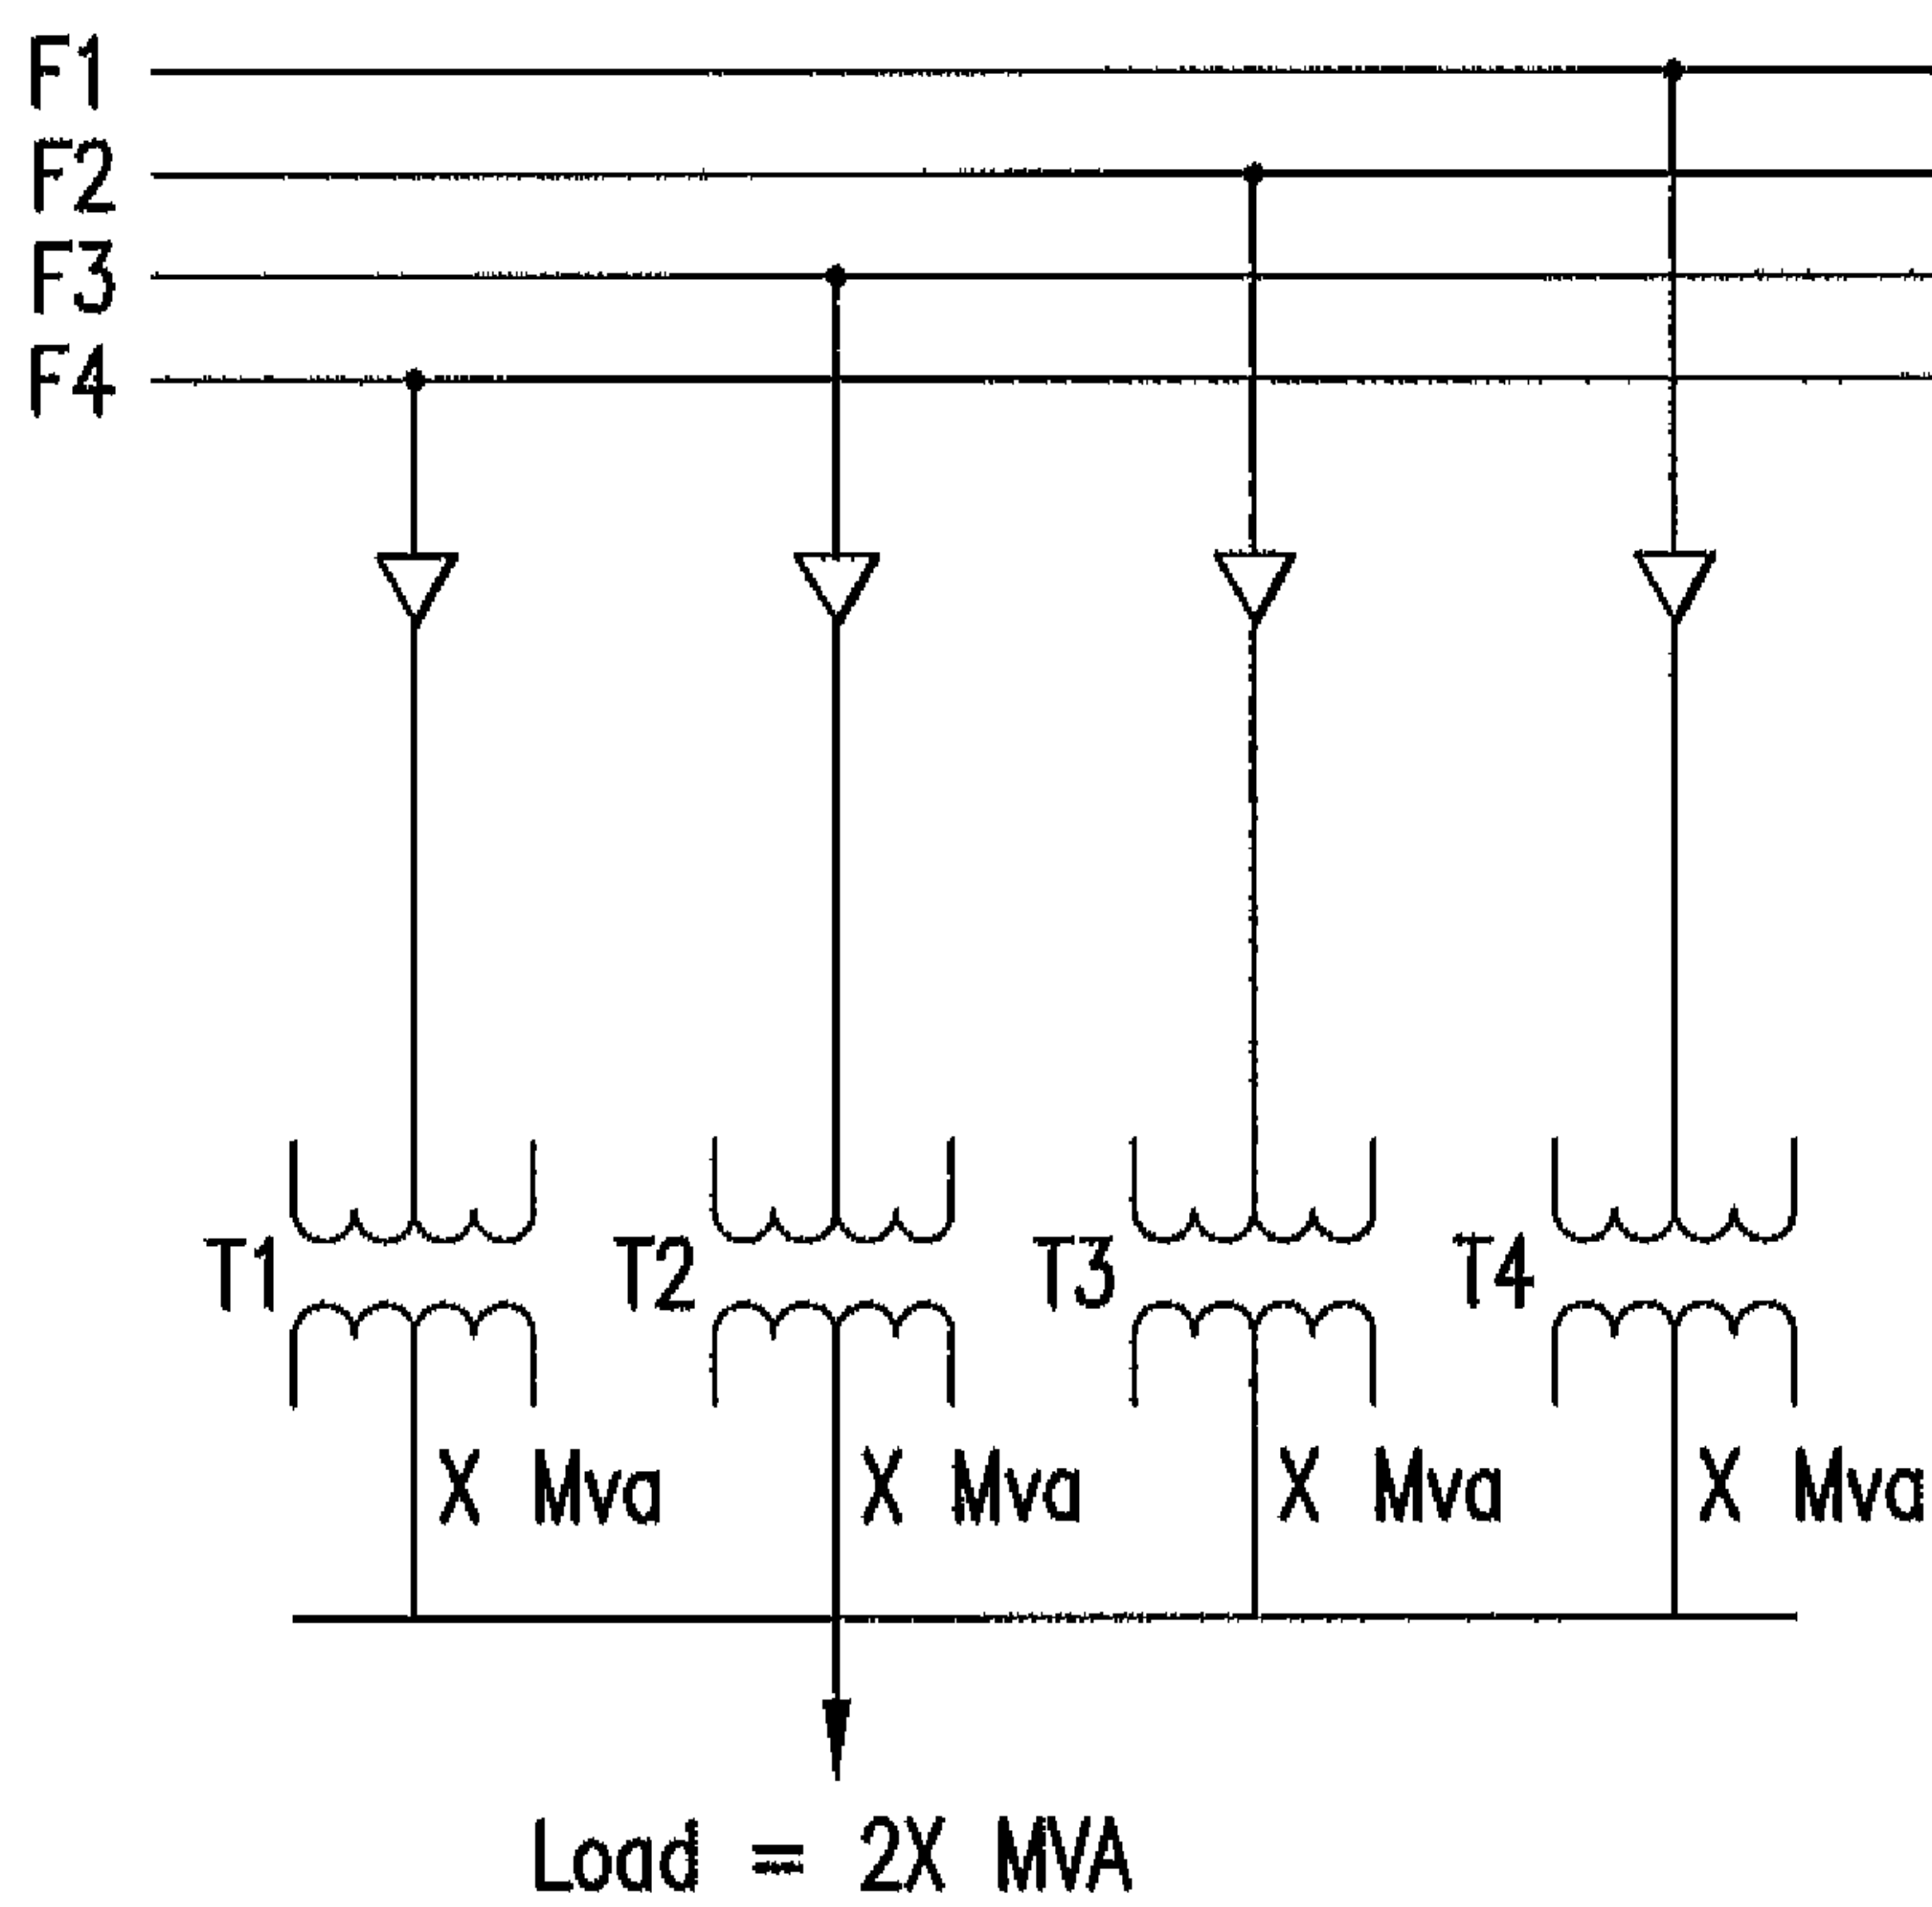 F1
F2
F3
F4
T1 T2 T3 T4
X Mva X Mva X Mva X Mva
Load = 2X MVA